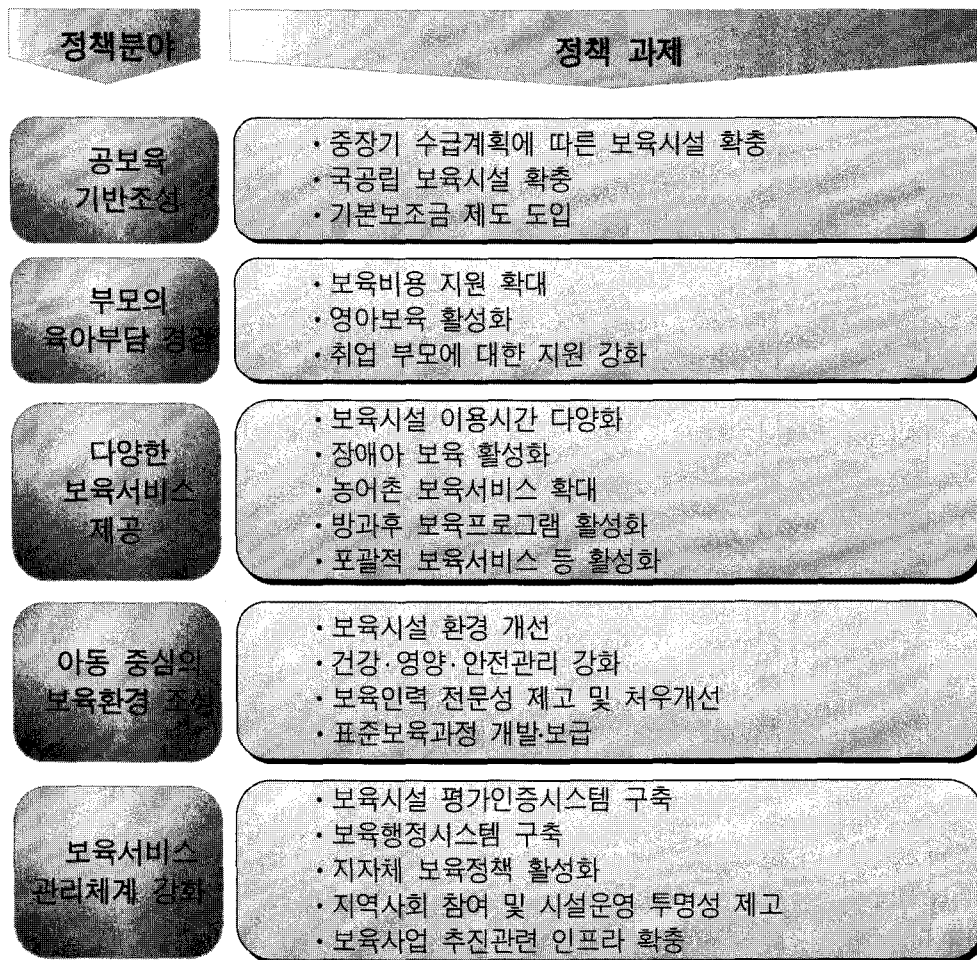 정책분야
정책 과제
공보육
기반조성
· 중장기 수급계획에 따른 보육시설 확충
· 국공립 보육시설 확충
· 기본보조금 제도 도입
부모의
육아부담 경감
· 보육비용 지원 확대
· 영아보육 활성화
· 취업 부모에 대한 지원 강화
다양한
보육서비스
제공
· 보육시설 이용시간 다양화
· 장애아 보육 활성화
· 농어촌 보육서비스 확대
· 방과후 보육프로그램 활성화
· 포괄적 보육서비스 등 활성화
아동 중심의
보육환경 조성
· 보육시설 환경 개선
· 건강·영양·안전관리 강화
· 보육인력 전문성 제고 및 처우개선
· 표준보육과정 개발·보급
보육서비스
관리체계 강화
· 보육시설 평가인증시스템 구축
· 보육행정시스템 구축
· 지자체 보육정책 활성화
· 지역사회 참여 및 시설운영 투명성 제고
· 보육사업 추진관련 인프라 확충